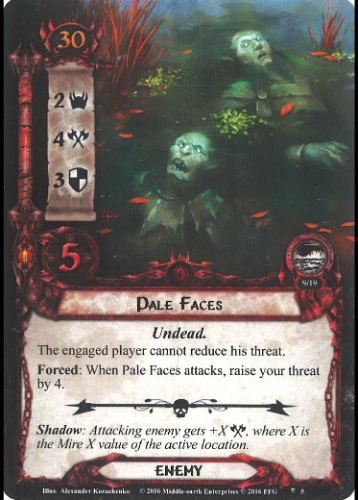 30
2
4
3
5
9/19
PALE FACES
Undead.
The engaged player cannot reduce his threat.
Forced: When Pale Faces attacks, raise your threat
by 4.
Shadow: Attacking enemy gets +X , where X is
the Mire X value of the active location.
ENEMY
Illus. Alexander Kozachenko © 2016 Middle-earth Enterprises © 2016 FFG 5